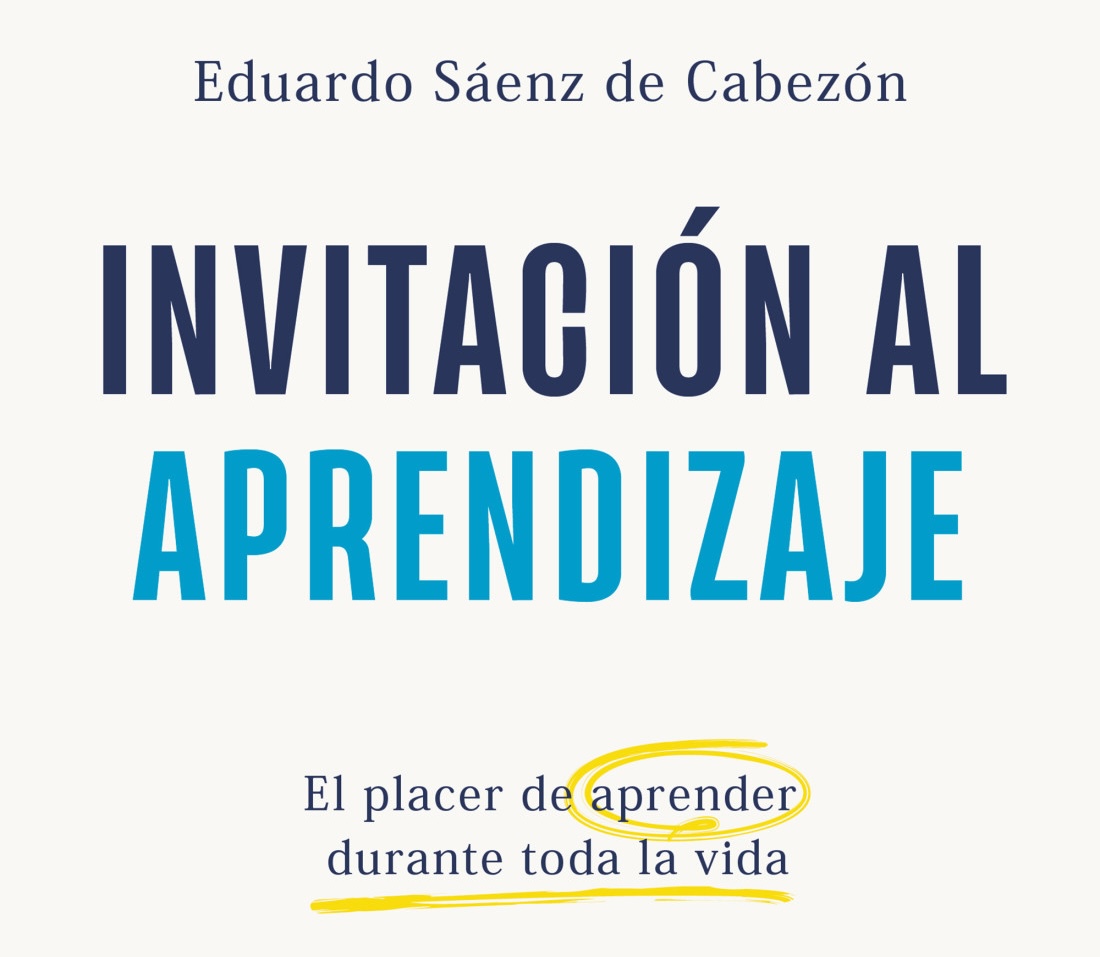 Eduardo Sáenz de Cabezón
INVITACIÓN AL
APRENDIZAJE
El placer de aprender
durante toda la vida